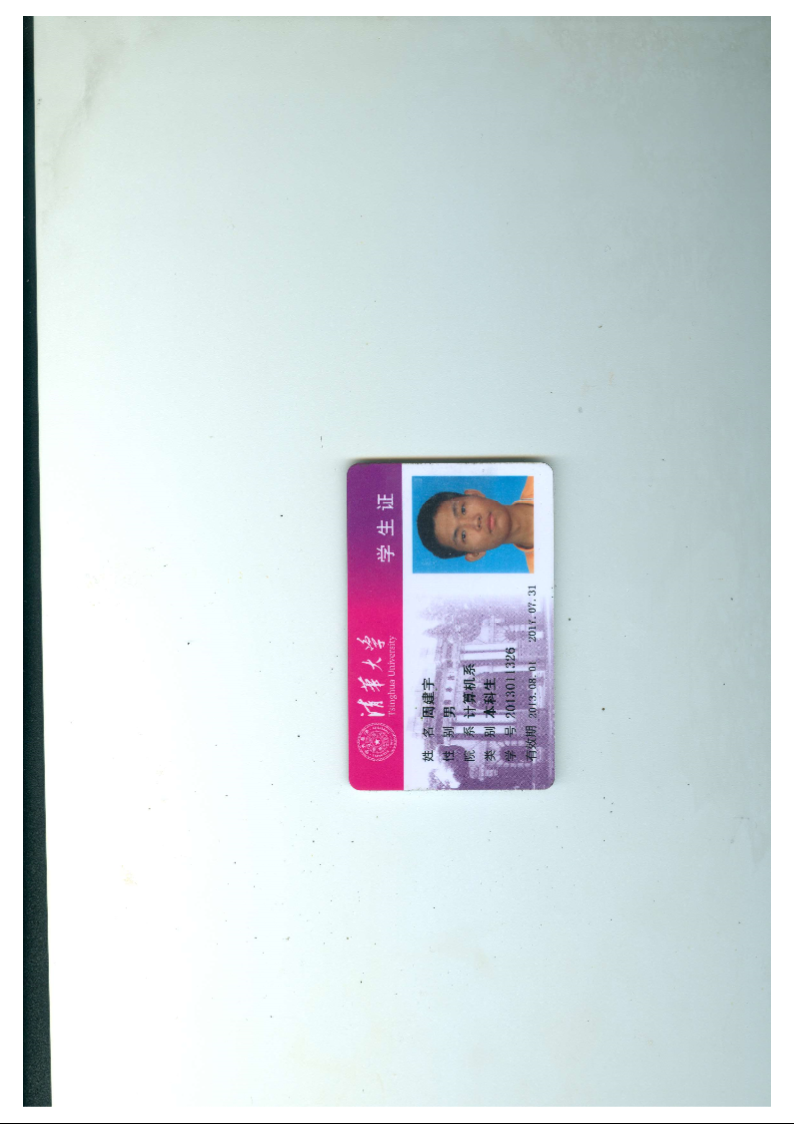 清华大学
Tsinghua University
学生证
姓 名 周建宇
性 别 男
院 系 计算机系
类 别 本科生
学 号 2013011326
有效期 2013.08.01 2017.07.31